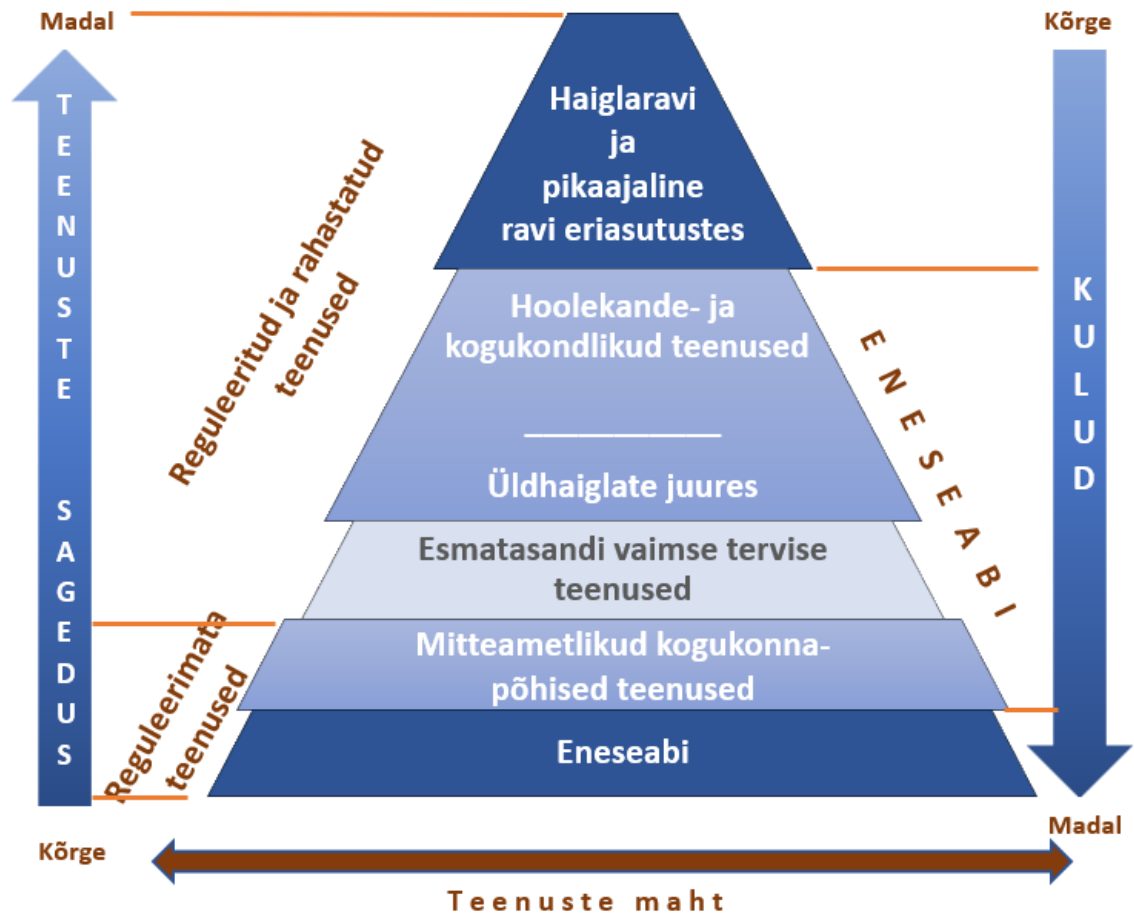 Madal
Kõrge
TEENUSTE SAGEDUS
Haiglaravi
ja
pikaajaline
ravi eriasutustes
Reguleeritud ja rahastatud
teenused
Hoolekande- ja
kogukondlikud teenused
Üldhaiglate juures
ENESEABI
KULUD
Esmatasandi vaimse tervise
teenused
Reguleerimata
teenused
Mitteametlikud kogukonna-
põhised teenused
Eneseabi
Kõrge
Madal
Teenuste maht